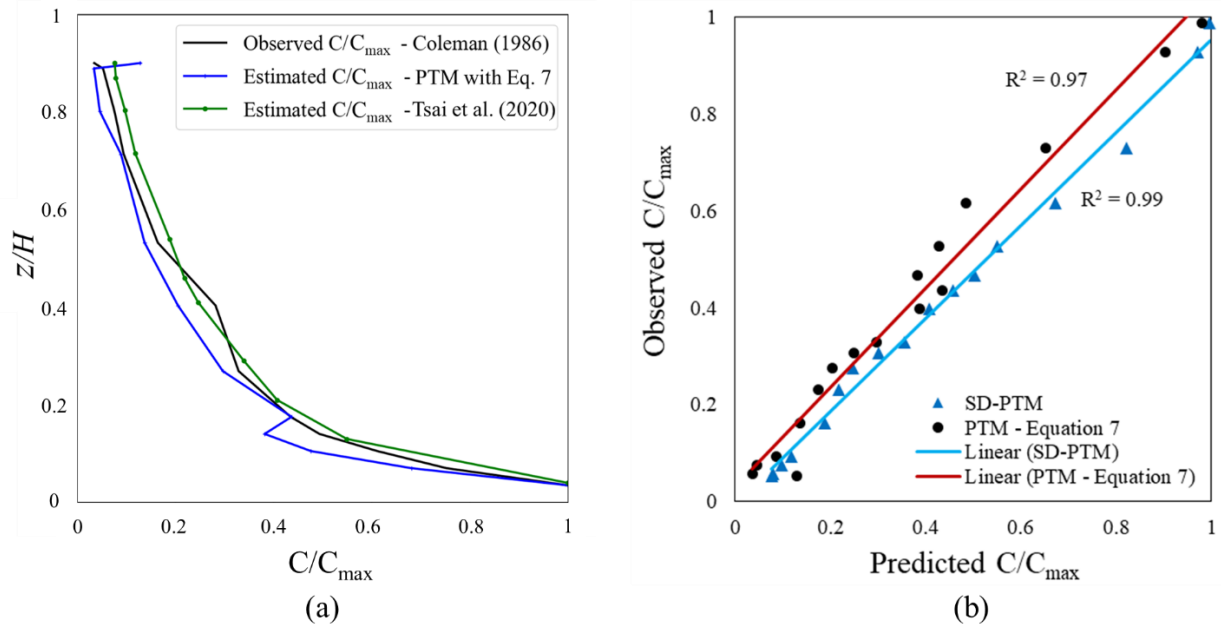 1
0.8
0.6
0.4
0.2
0
0
0.2
0.4
0.6
0.8
1
z/H
C/Cmax
Observed C/Cmax - Coleman (1986)
Estimated C/Cmax - PTM with Eq. 7
Estimated C/Cmax - Tsai et al. (2020)
(a)
1
0.8
0.6
0.4
0.2
0
0
0.2
0.4
0.6
0.8
1
Observed C/Cmax
Predicted C/Cmax
R² = 0.97
R² = 0.99
SD-PTM
PTM - Equation 7
Linear (SD-PTM)
Linear (PTM - Equation 7)
(b)